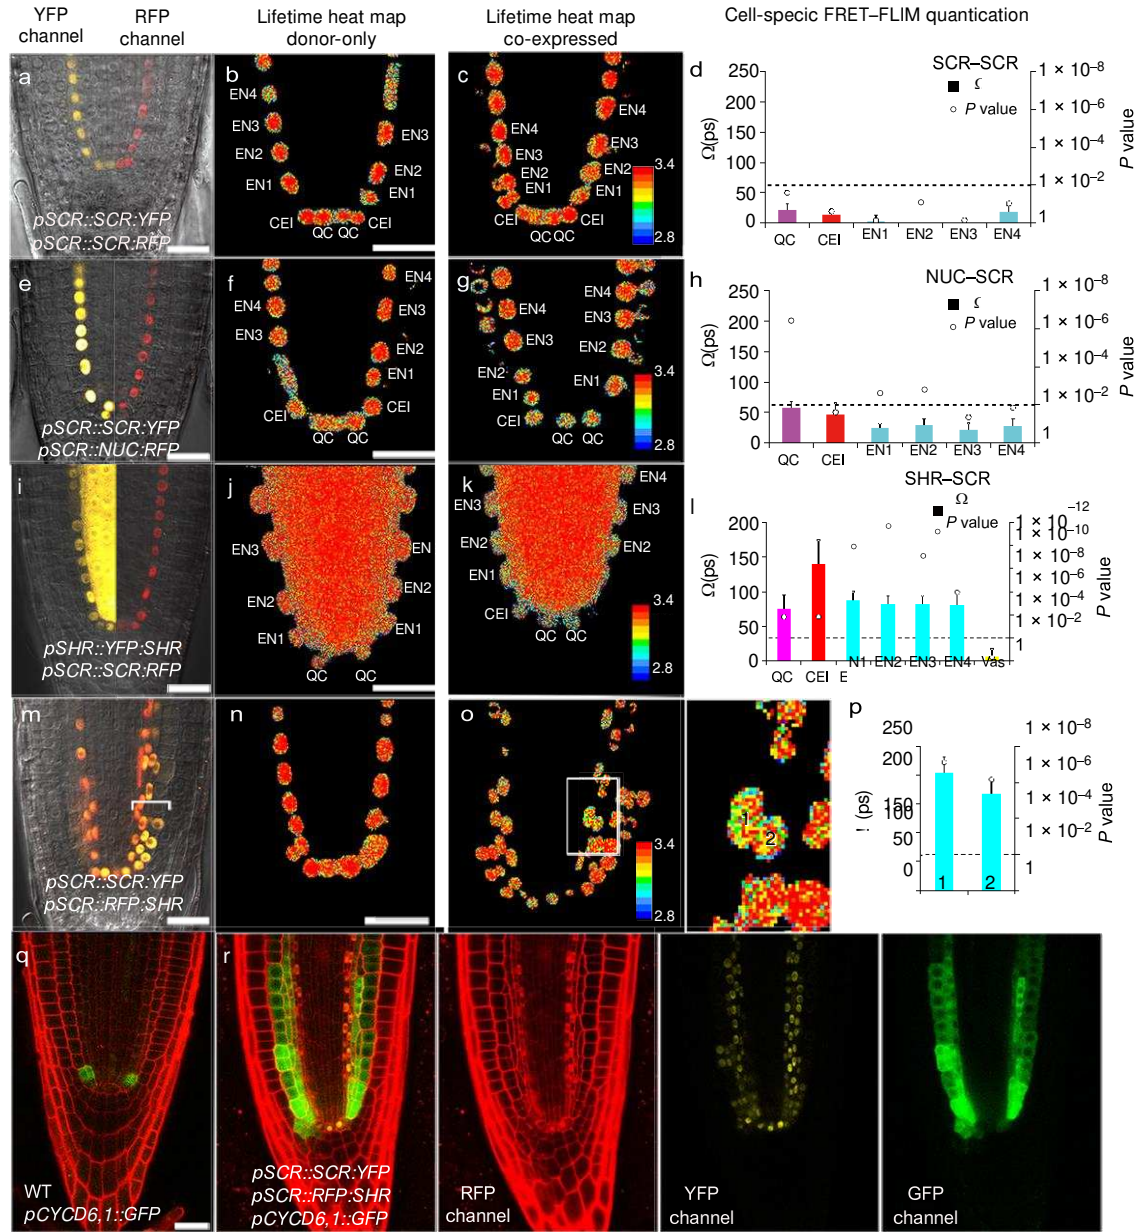 YFP channel
RFP channel
Lifetime heat map donor-only
Lifetime heat map co-expressed
Cell-specic FRET–FLIM quantication
a
pSCR::SCR:YFP
pSCR::SCR:RFP
b
EN4
EN3
EN2
EN1
CEI
QC QC
CEI
EN1
EN2
EN3
c
EN4
EN3
EN2
EN1
CEI
QC QC
CEI
EN1
EN2
EN3
EN4
3.4
2.8
d
SCR–SCR
P value
Ω(ps)
250
200
150
100
50
0
1 × 10⁻⁸
1 × 10⁻⁶
1 × 10⁻⁴
1 × 10⁻²
1
P value
QC CEI EN1 EN2 EN3 EN4
e
pSCR::SCR:YFP
pSCR::NUC:RFP
f
EN4
EN3
CEI
QC QC
CEI
EN1
EN2
EN3
EN4
g
EN4
EN3
EN2
EN1
CEI
QC QC
EN1
EN2
EN3
EN4
3.4
2.8
h
NUC–SCR
P value
Ω(ps)
250
200
150
100
50
0
1 × 10⁻⁸
1 × 10⁻⁶
1 × 10⁻⁴
1 × 10⁻²
1
P value
QC CEI EN1 EN2 EN3 EN4
i
pSHR::YFP:SHR
pSCR::SCR:RFP
j
EN3
EN2
EN1
QC QC
EN1
EN2
EN
k
EN3
EN2
EN1
CEI
QC QC
EN2
EN3
EN4
3.4
2.8
l
SHR–SCR
Ω
P value
Ω(ps)
200
150
100
50
0
1 × 10⁻¹²
1 × 10⁻¹⁰
1 × 10⁻⁸
1 × 10⁻⁶
1 × 10⁻⁴
1 × 10⁻²
1
P value
QC CEI E N1 EN2 EN3 EN4 Vas
m
pSCR::SCR:YFP
pSCR::RFP:SHR
n
o
3.4
2.8
1
2
p
(ps)
250
200
150
100
50
0
1 × 10⁻⁸
1 × 10⁻⁶
1 × 10⁻⁴
1 × 10⁻²
1
P value
1 2
q
WT
pCYCD6,1::GFP
r
pSCR::SCR:YFP
pSCR::RFP:SHR
pCYCD6,1::GFP
RFP
channel
YFP
channel
GFP
channel